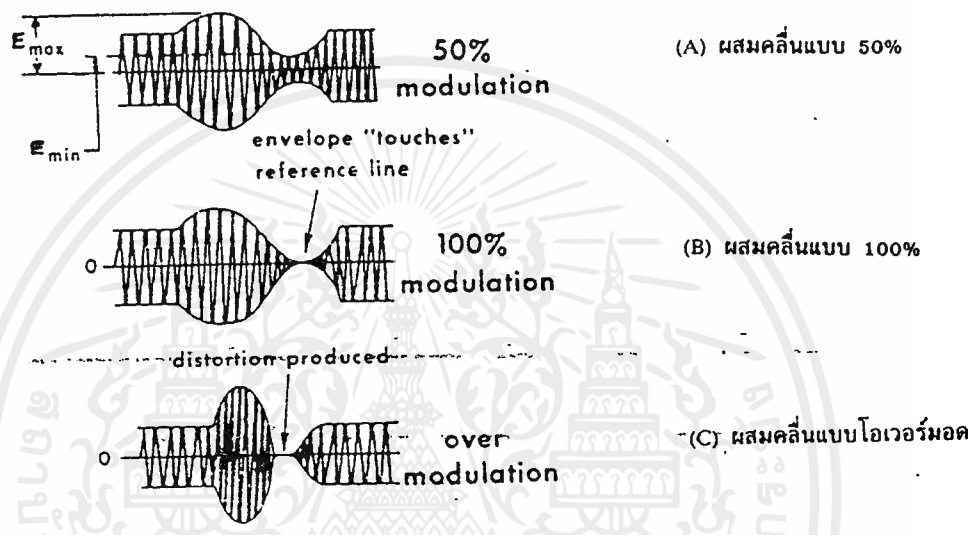 Emax
Emin
50%
modulation
(A) ผสมคลื่นแบบ 50%
envelope "touches"
reference line
0
100%
modulation
(B) ผสมคลื่นแบบ 100%
distortion produced
0
over
modulation
(C) ผสมคลื่นแบบโอเวอร์มอด